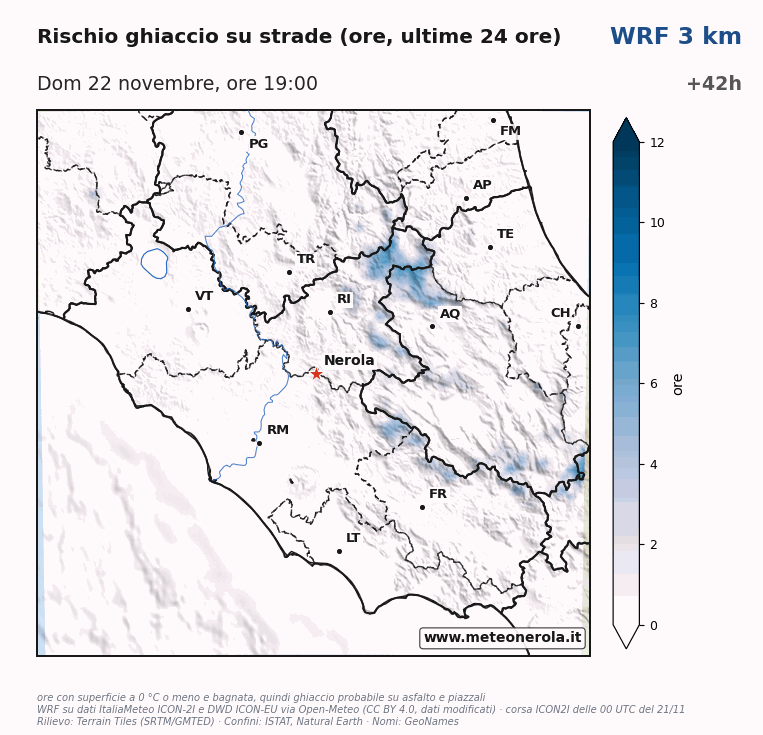 Rischio ghiaccio su strade (ore, ultime 24 ore)
WRF 3 km
Dom 22 novembre, ore 19:00
+42h
FM
PG
AP
TE
TR
VT
RI
AQ
CH
Nerola
RM
FR
LT
www.meteonerola.it
12
10
8
6
4
2
0
ore
ore con superficie a 0 °C o meno e bagnata, quindi ghiaccio probabile su asfalto e piazzali
WRF su dati ItaliaMeteo ICON-2I e DWD ICON-EU via Open-Meteo (CC BY 4.0, dati modificati) · corsa ICON2I delle 00 UTC del 21/11
Rilievo: Terrain Tiles (SRTM/GMTED) · Confini: ISTAT, Natural Earth · Nomi: GeoNames